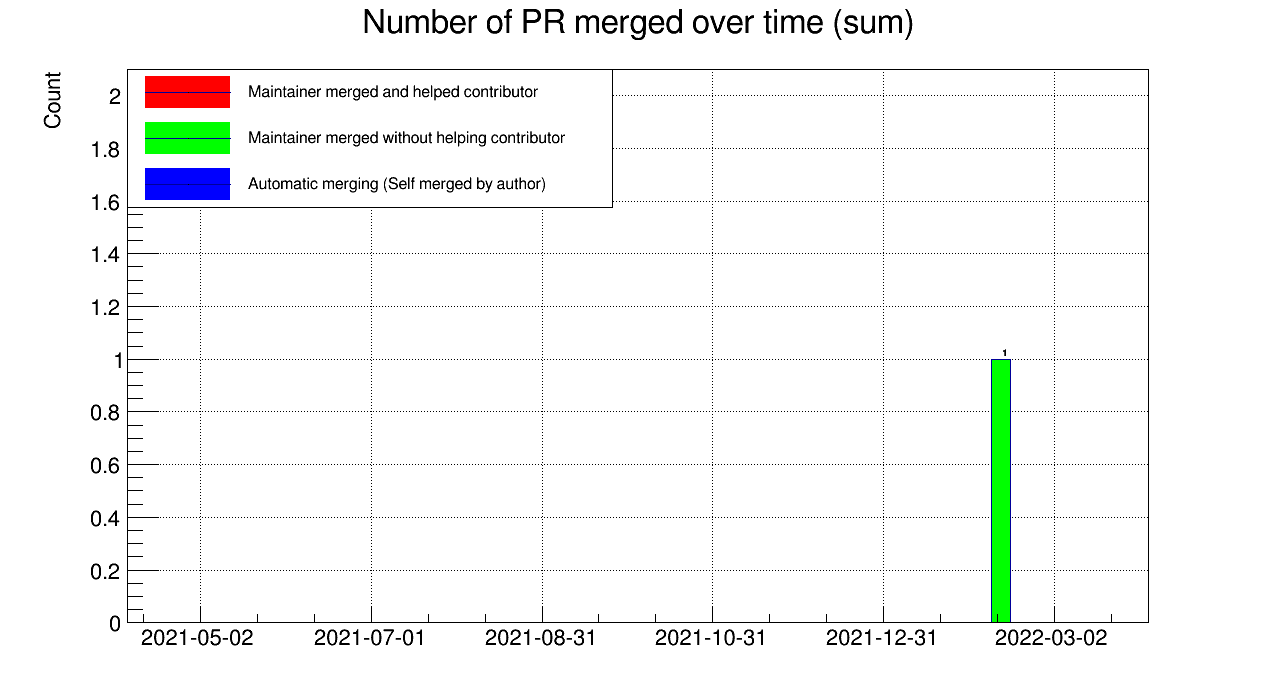 Number of PR merged over time (sum)
Count
Maintainer merged and helped contributor
Maintainer merged without helping contributor
Automatic merging (Self merged by author)
2
1.8
1.6
1.4
1.2
1
0.8
0.6
0.4
0.2
0
1
2021-05-02 2021-07-01 2021-08-31 2021-10-31 2021-12-31 2022-03-02